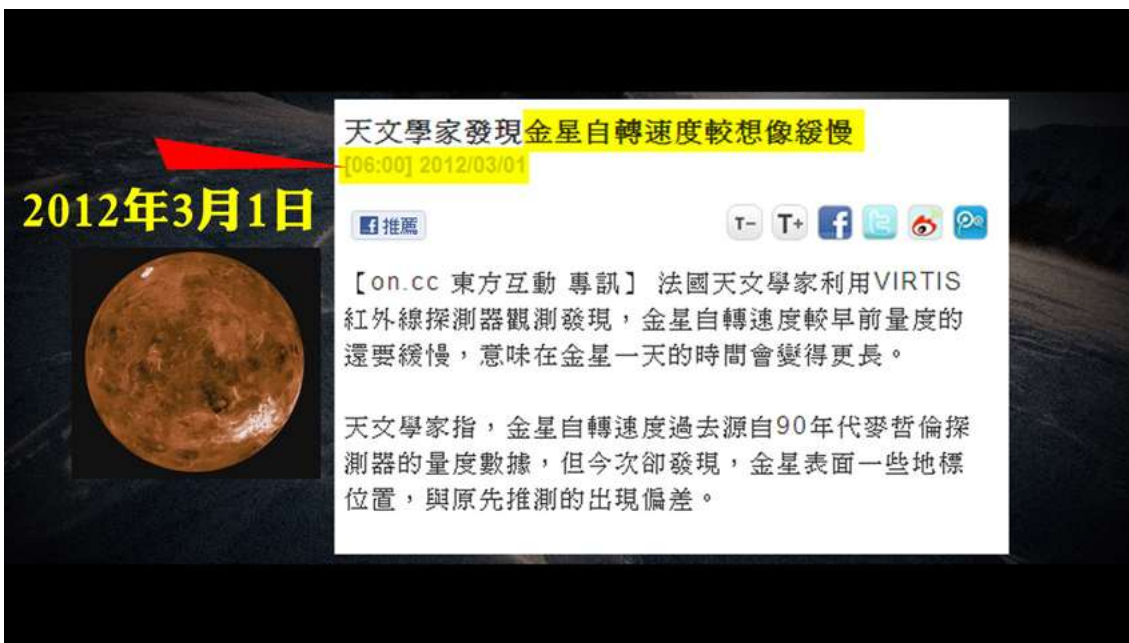 天文學家發現金星自轉速度較想像緩慢
[06:00] 2012/03/01
2012年3月1日
推薦
T- T+
【on.cc 東方互動 專訊】 法國天文學家利用VIRTIS
紅外線探測器觀測發現，金星自轉速度較早前量度的
還要緩慢，意味在金星一天的時間會變得更長。
天文學家指，金星自轉速度過去源自90年代麥哲倫探
測器的量度數據，但今次卻發現，金星表面一些地標
位置，與原先推測的出現偏差。